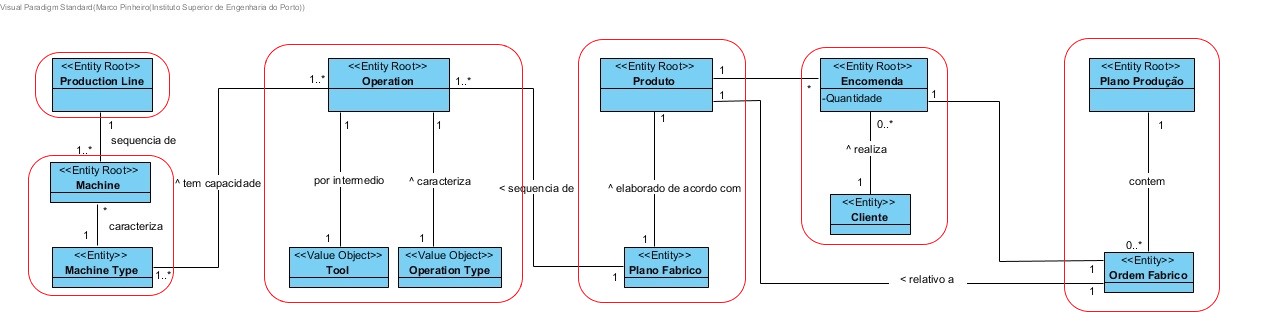 Visual Paradigm Standard(Marco Pinheiro(Instituto Superior de Engenharia do Porto))
<<Entity Root>>
Production Line
1
sequencia de
1..*
<<Entity Root>>
Machine
*
caracteriza
1
<<Entity>>
Machine Type
1..*
^ tem capacidade
1..*
<<Entity Root>>
Operation
1..*
1
1
por intermedio
^ caracteriza
1
1
<<Value Object>>
Tool
<<Value Object>>
Operation Type
< sequencia de
<<Entity Root>>
Produto
1
1
1
^ elaborado de acordo com
1
<<Entity>>
Plano Fabrico
1
*
<<Entity Root>>
Encomenda
-Quantidade
1
0..*
^ realiza
1
<<Entity>>
Cliente
< relativo a
<<Entity Root>>
Plano Produção
1
contem
0..*
<<Entity>>
Ordem Fabrico
1
1